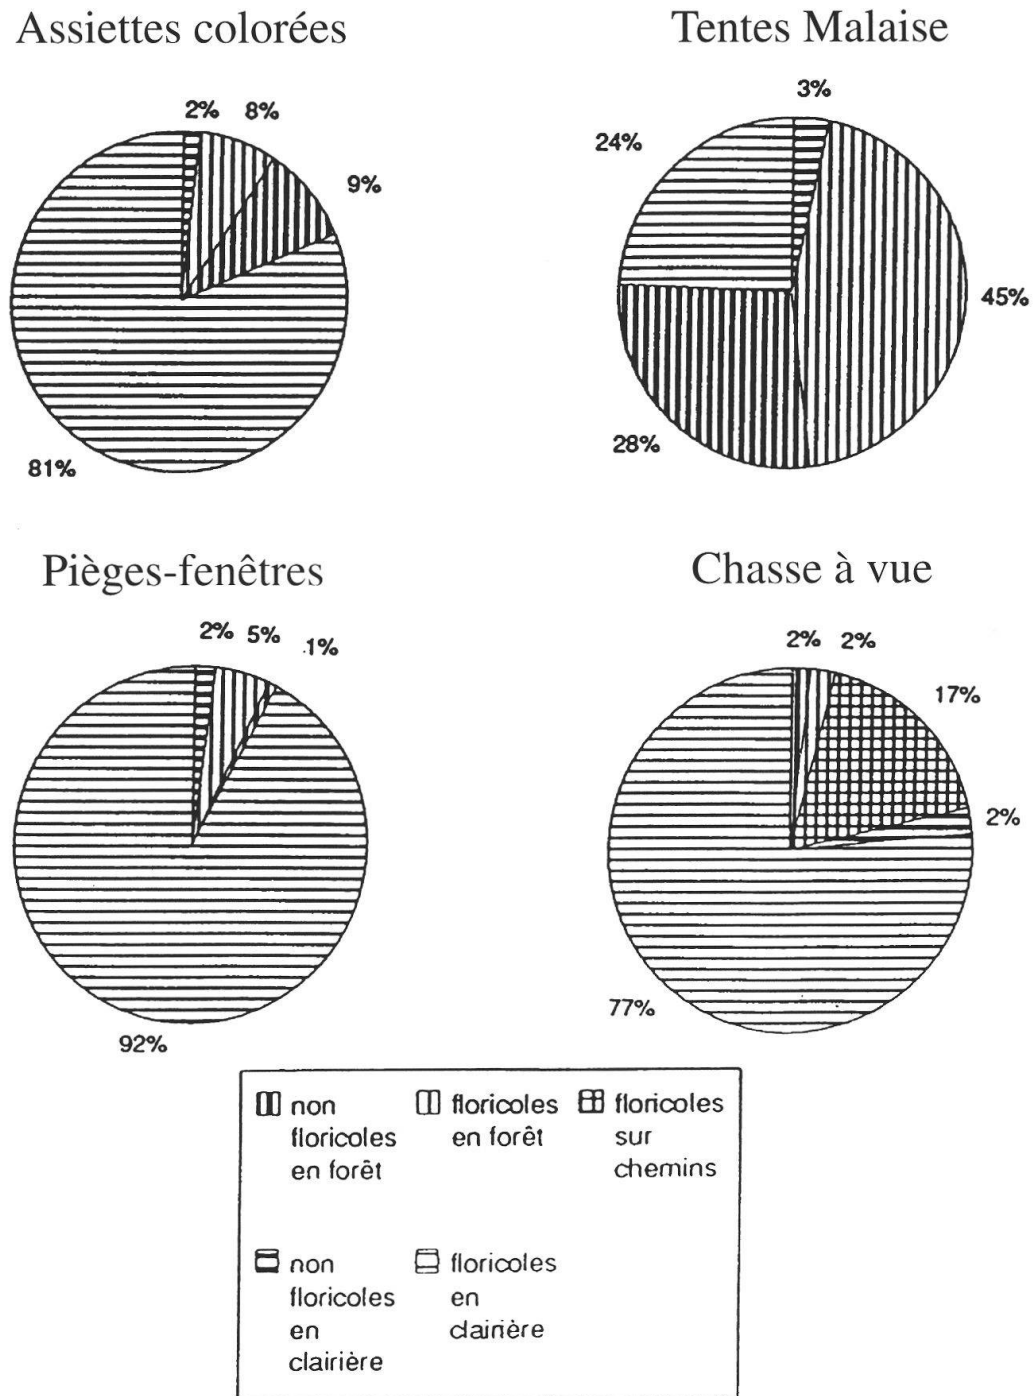 Assiettes colorées
Tentes Malaise
2% 8%
9%
81%
3%
24%
45%
28%
Pièges-fenêtres
Chasse à vue
2% 5% 1%
92%
2% 2%
17%
2%
77%
non
floricoles
en forêt
floricoles
en forêt
floricoles
sur
chemins
non
floricoles
en
clairière
floricoles
en
clairière